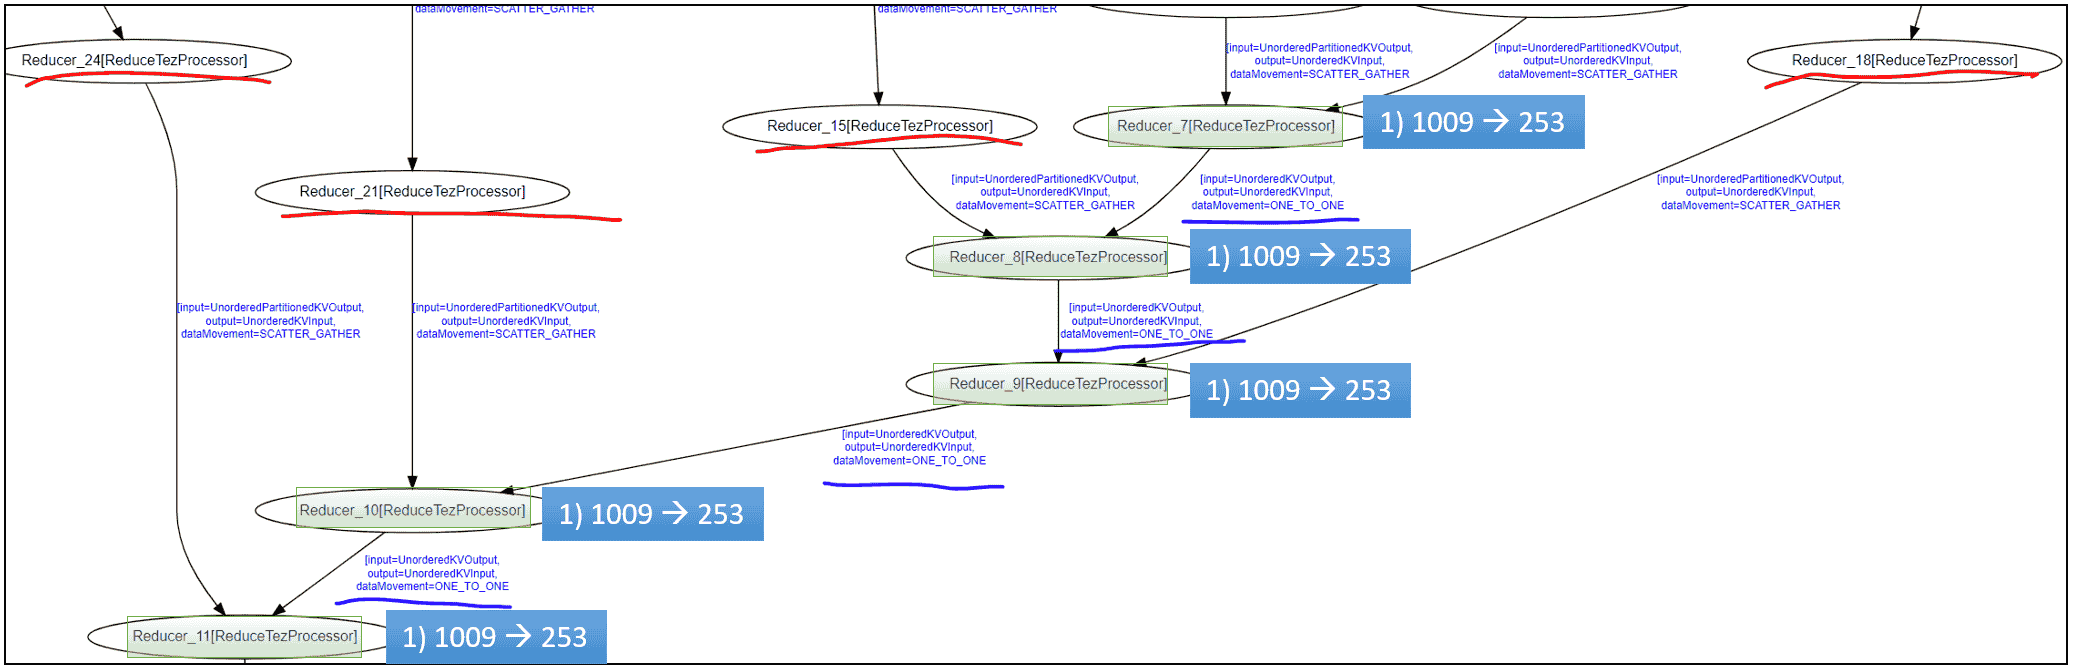 dataMovement=SCATTER_GATHER
dataMovement=SCATTER_GATHER
Reducer_24[ReduceTezProcessor]
[input=UnorderedPartitionedKVOutput,
output=UnorderedKVInput,
dataMovement=SCATTER_GATHER
[input=UnorderedPartitionedKVOutput,
output=UnorderedKVInput,
dataMovement=SCATTER_GATHER
Reducer_18[ReduceTezProcessor]
Reducer_15[ReduceTezProcessor]
Reducer_7[ReduceTezProcessor]
1) 1009 → 253
Reducer_21[ReduceTezProcessor]
[input=UnorderedPartitionedKVOutput,
output=UnorderedKVInput,
dataMovement=SCATTER_GATHER
[input=UnorderedKVOutput,
output=UnorderedKVInput,
dataMovement=ONE_TO_ONE
[input=UnorderedPartitionedKVOutput,
output=UnorderedKVInput,
dataMovement=SCATTER_GATHER
Reducer_8[ReduceTezProcessor]
1) 1009 → 253
[input=UnorderedPartitionedKVOutput,
output=UnorderedKVInput,
dataMovement=SCATTER_GATHER
[input=UnorderedPartitionedKVOutput,
output=UnorderedKVInput,
dataMovement=SCATTER_GATHER
[input=UnorderedKVOutput,
output=UnorderedKVInput,
dataMovement=ONE_TO_ONE
Reducer_9[ReduceTezProcessor]
1) 1009 → 253
[input=UnorderedKVOutput,
output=UnorderedKVInput,
dataMovement=ONE_TO_ONE
Reducer_10[ReduceTezProcessor]
1) 1009 → 253
[input=UnorderedKVOutput,
output=UnorderedKVInput,
dataMovement=ONE_TO_ONE
Reducer_11[ReduceTezProcessor]
1) 1009 → 253